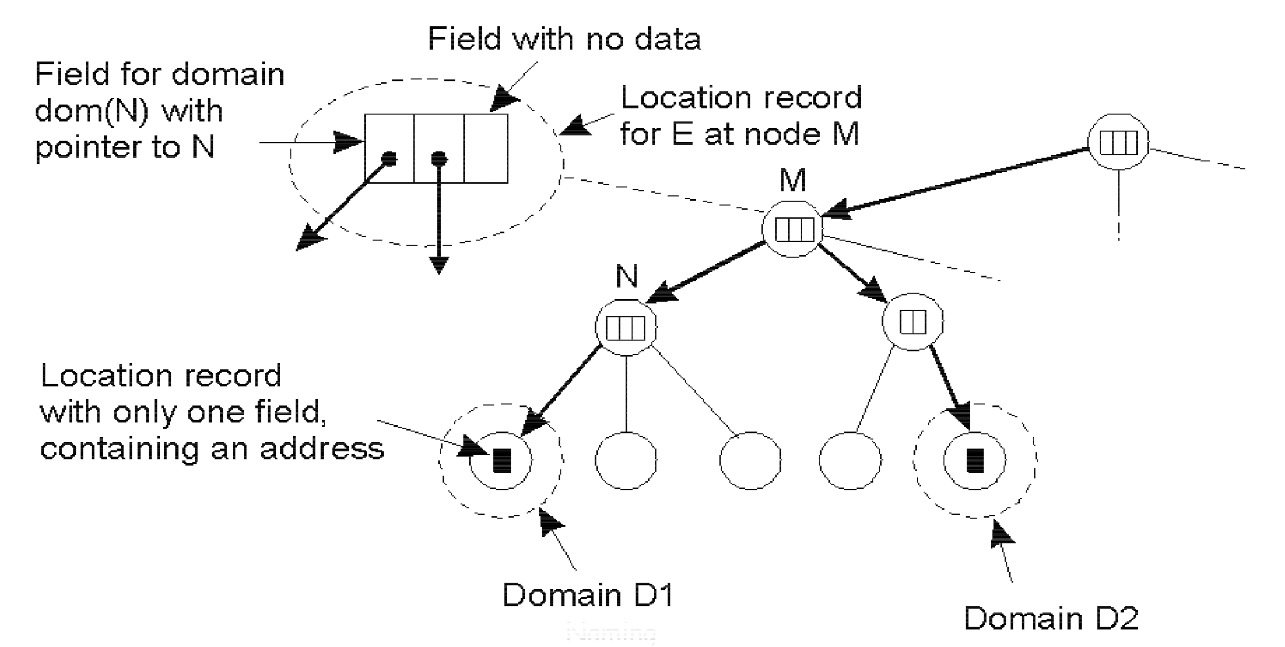 Field with no data
Field for domain
dom(N) with
pointer to N
Location record
for E at node M
M
N
Location record
with only one field,
containing an address
Domain D1
Domain D2
Naming